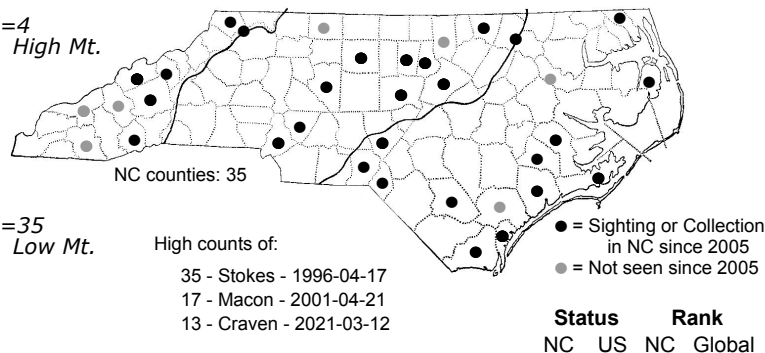 =4
High Mt.
NC counties: 35
=35
Low Mt.
High counts of:
35 - Stokes - 1996-04-17
17 - Macon - 2001-04-21
13 - Craven - 2021-03-12
= Sighting or Collection
in NC since 2005
= Not seen since 2005
Status Rank
NC US NC Global